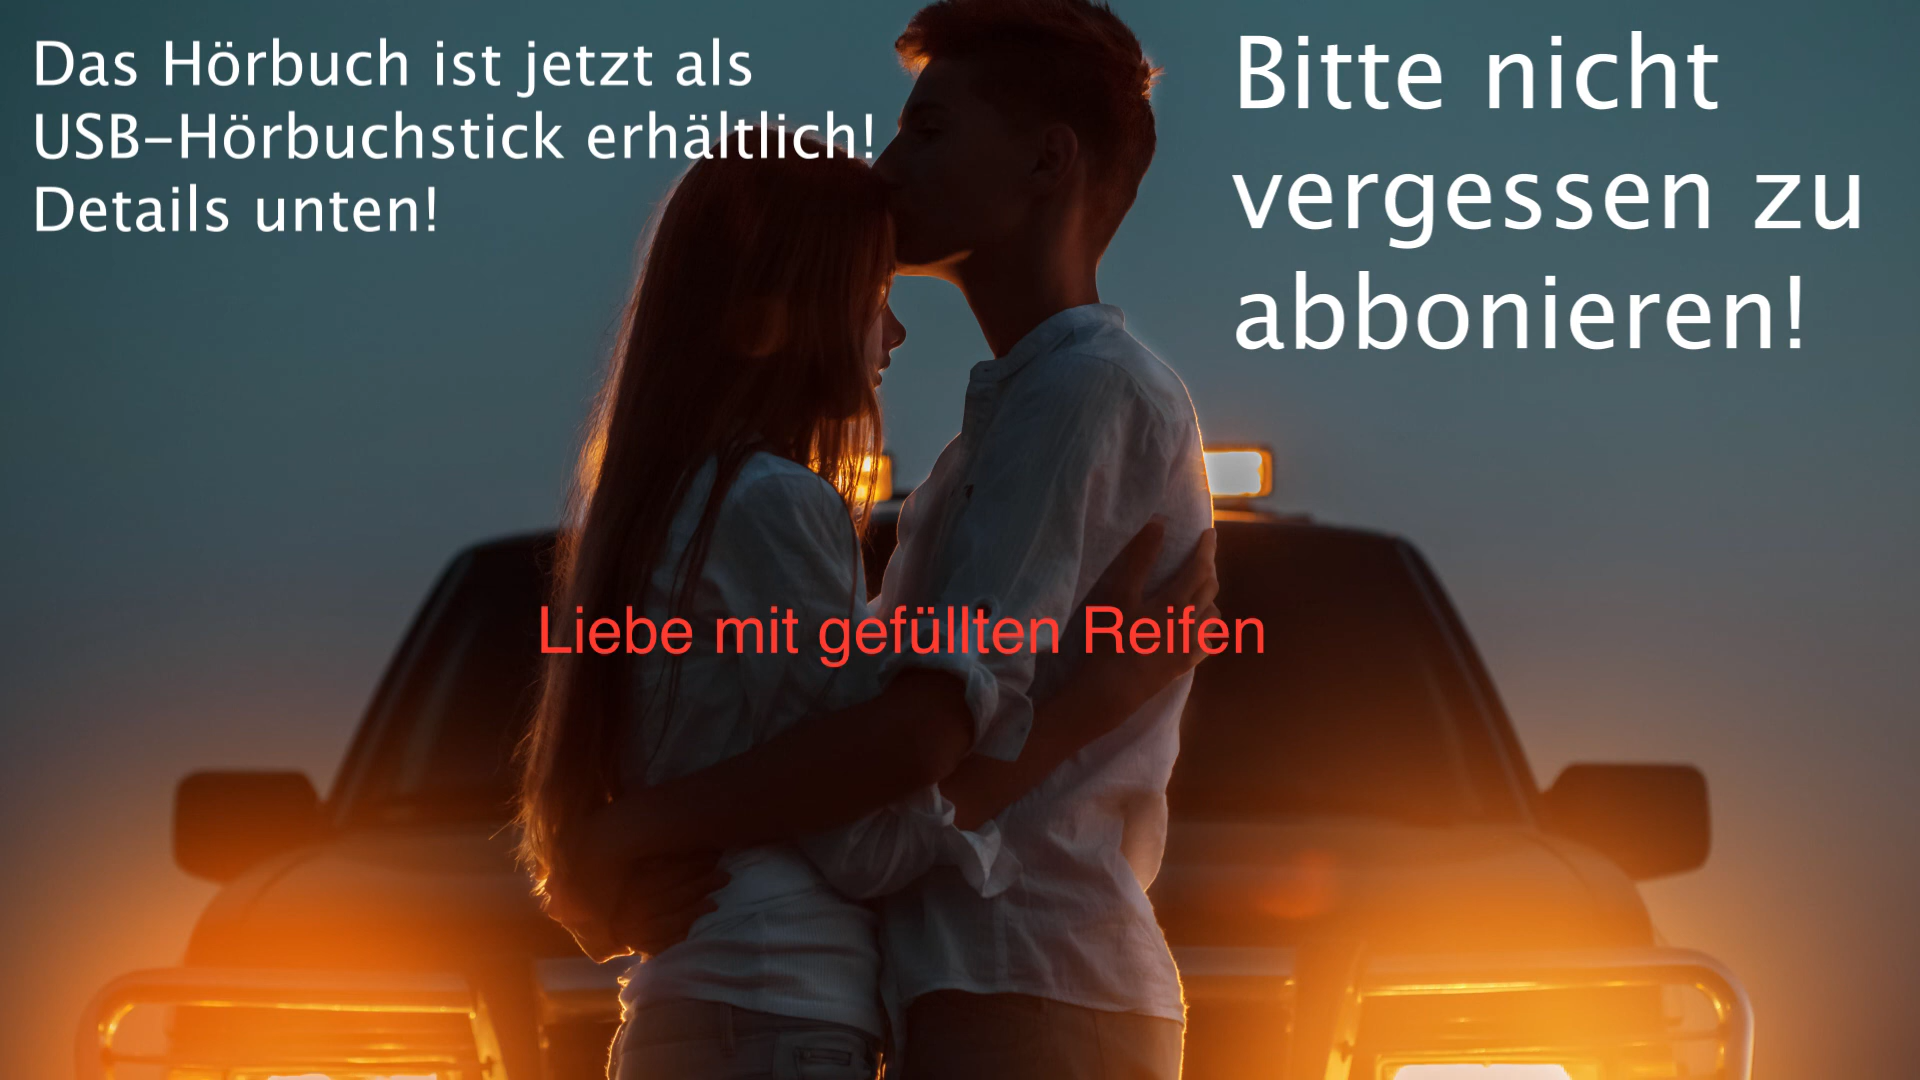 Das Hörbuch ist jetzt als
USB-Hörbuchstick erhältlich!
Details unten!
Bitte nicht
vergessen zu
abbonieren!
Liebe mit gefüllten Reifen